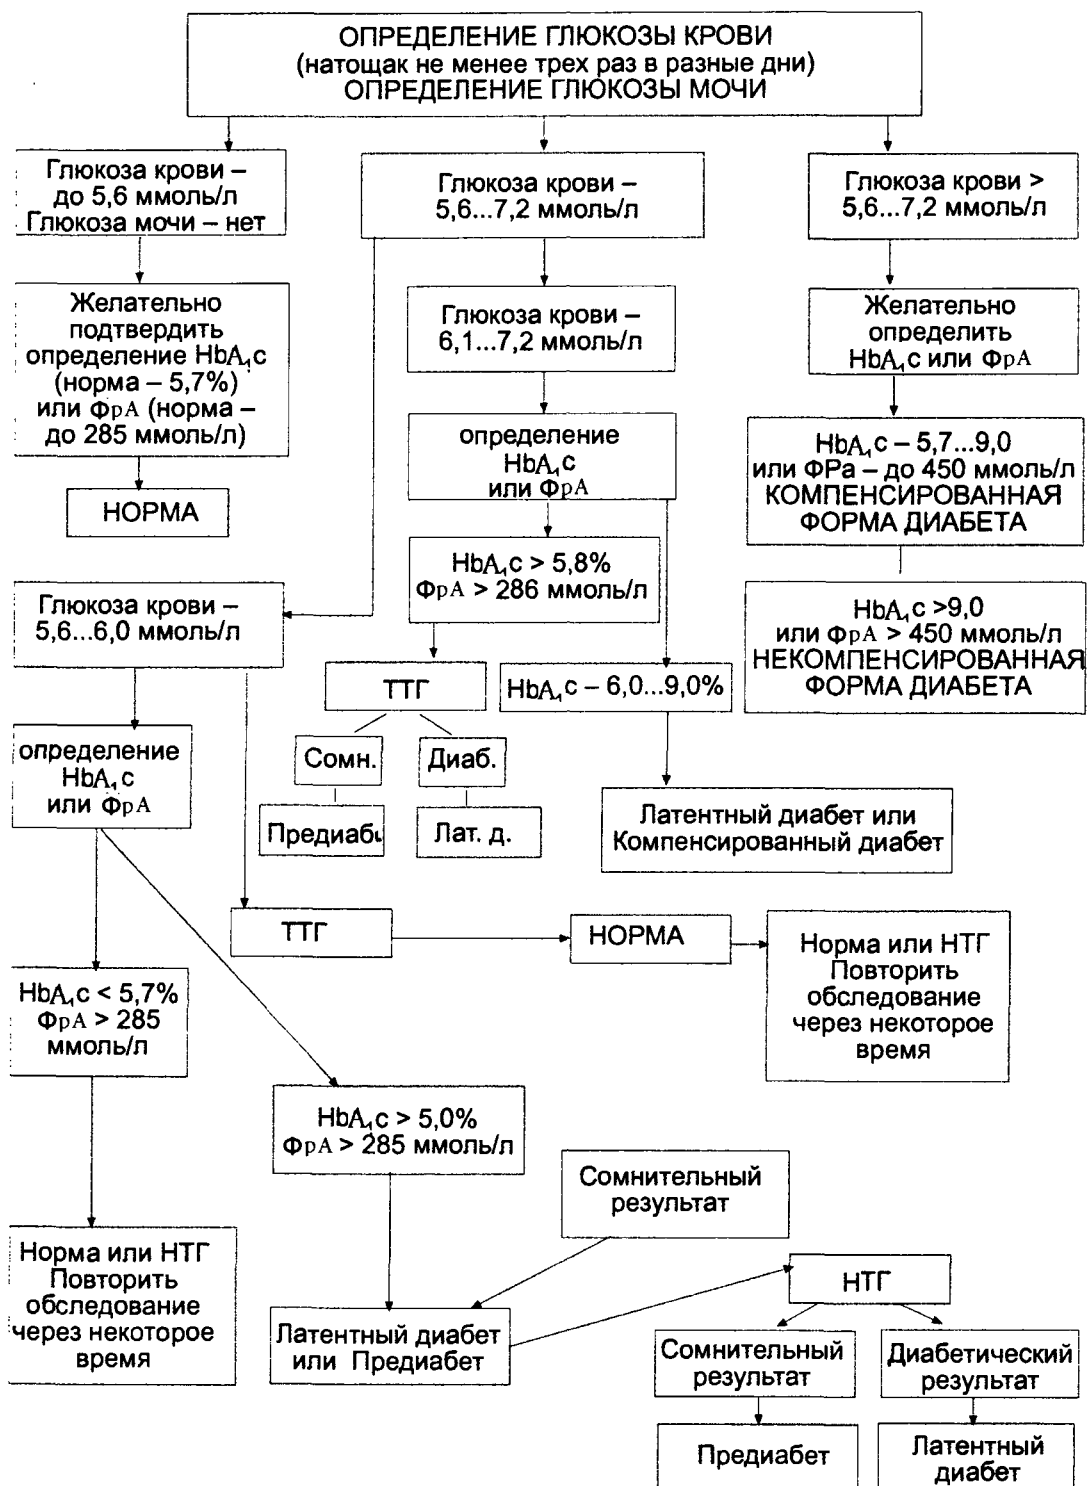 ОПРЕДЕЛЕНИЕ ГЛЮКОЗЫ КРОВИ
(натощак не менее трех раз в разные дни)
ОПРЕДЕЛЕНИЕ ГЛЮКОЗЫ МОЧИ
Глюкоза крови –
до 5,6 ммоль/л
Глюкоза мочи – нет
Глюкоза крови –
5,6...7,2 ммоль/л
Глюкоза крови >
5,6...7,2 ммоль/л
Желательно
подтвердить
определение HbA₁c
(норма – 5,7%)
или ФрА (норма –
до 285 ммоль/л)
Глюкоза крови –
6,1...7,2 ммоль/л
Желательно
определить
HbA₁c или ФрА
определение
HbA₁c
или ФрА
HbA₁c – 5,7...9,0
или ФРа – до 450 ммоль/л
КОМПЕНСИРОВАННАЯ
ФОРМА ДИАБЕТА
НОРМА
HbA₁c > 5,8%
ФрА > 286 ммоль/л
Глюкоза крови –
5,6...6,0 ммоль/л
HbA₁c >9,0
или ФрА > 450 ммоль/л
НЕКОМПЕНСИРОВАННАЯ
ФОРМА ДИАБЕТА
ТТГ
HbA₁c – 6,0...9,0%
Сомн.
Диаб.
определение
HbA₁c
или ФрА
Предиаб.
Лат. д.
Латентный диабет или
Компенсированный диабет
ТТГ
НОРМА
Норма или НТГ
Повторить
обследование
через некоторое
время
HbA₁c < 5,7%
ФрА > 285
ммоль/л
HbA₁c > 5,0%
ФрА > 285 ммоль/л
Сомнительный
результат
Норма или НТГ
Повторить
обследование
через некоторое
время
Латентный диабет
или Предиабет
НТГ
Сомнительный
результат
Диабетический
результат
Предиабет
Латентный
диабет